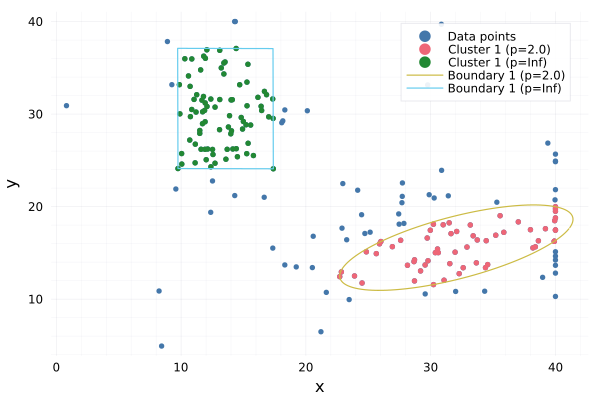 40
Data points
Cluster 1 (p=2.0)
Cluster 1 (p=Inf)
Boundary 1 (p=2.0)
Boundary 1 (p=Inf)
30
y
20
10
0 10 20 30 40
x